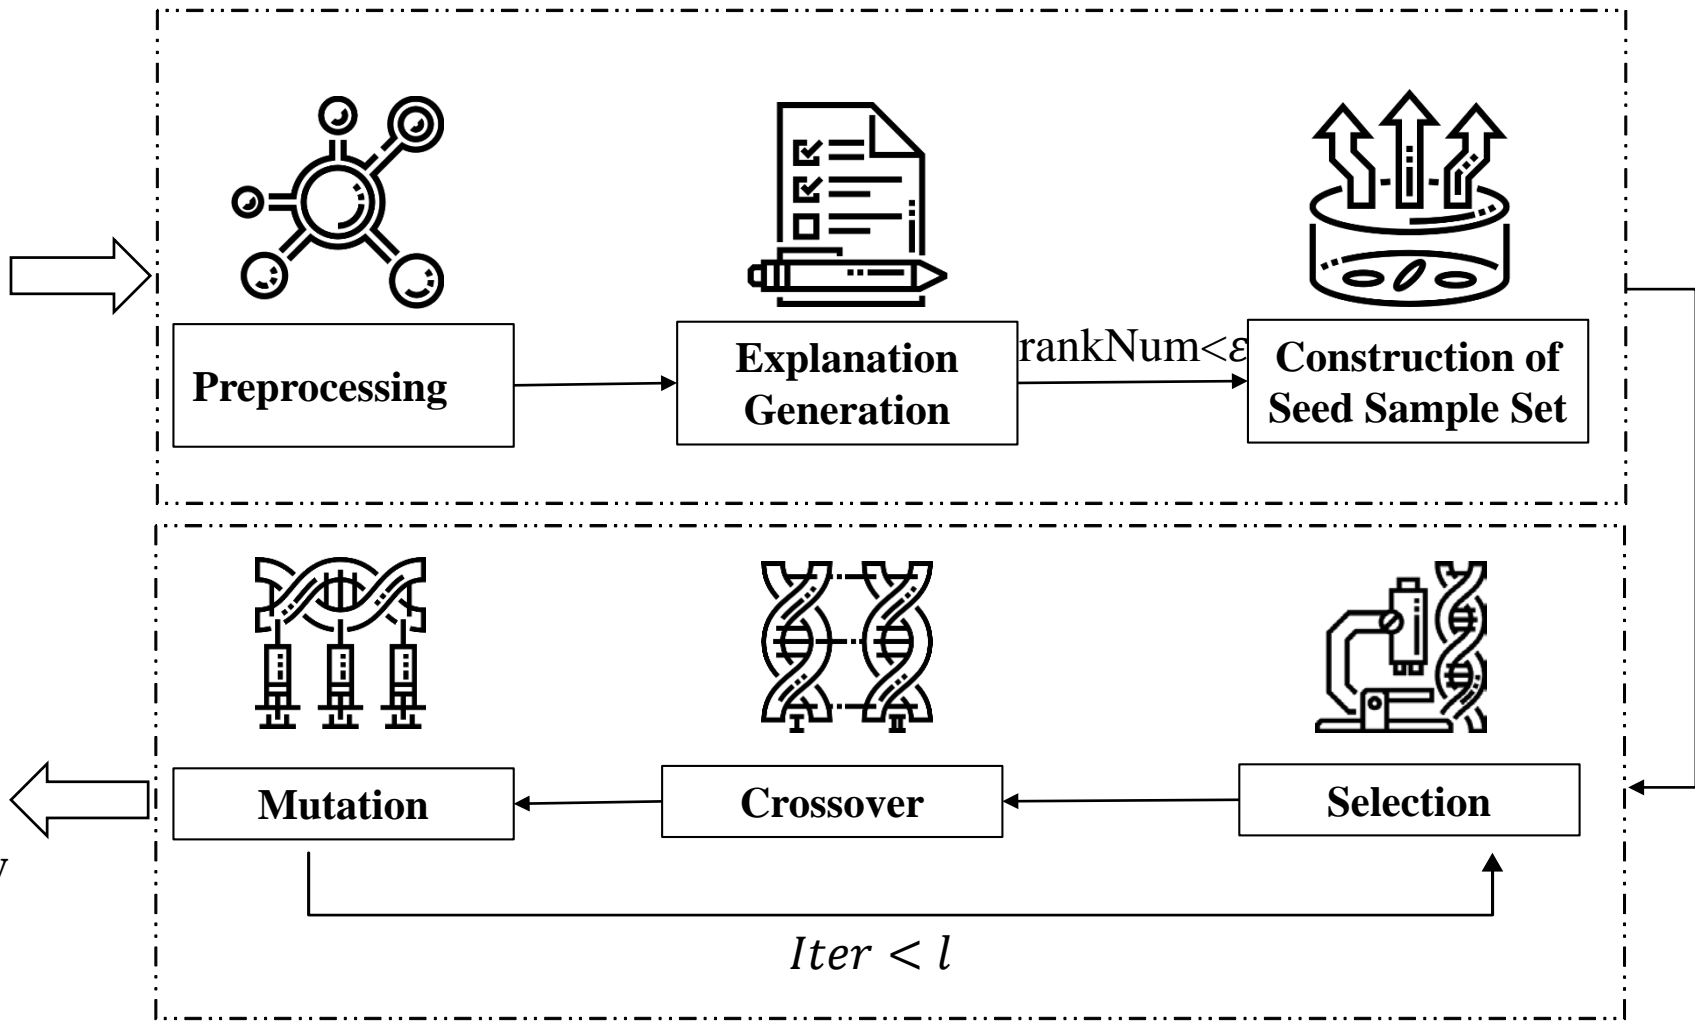 Preprocessing
Explanation
Generation
rankNum<ε
Construction of
Seed Sample Set
Mutation
Crossover
Selection
Iter < l